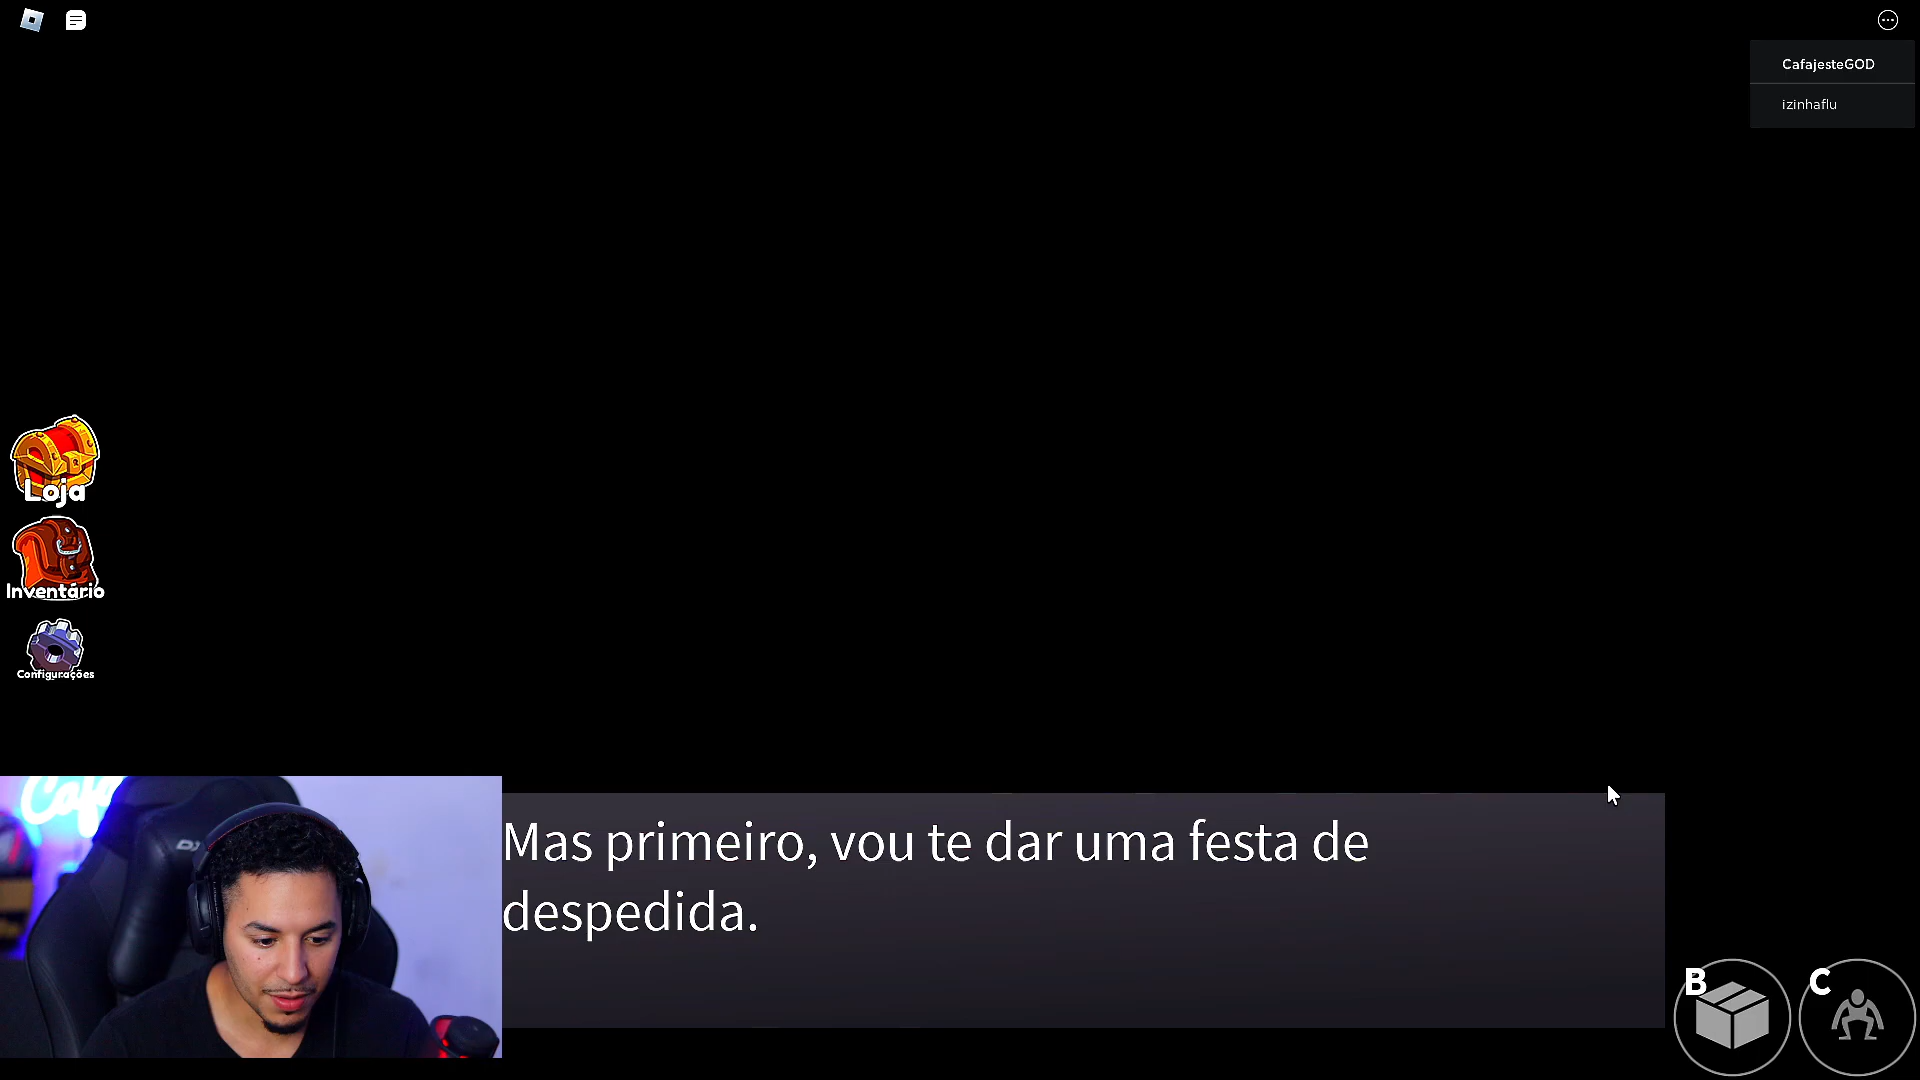 CafajesteGOD
izinhaflu
Loja
Inventário
Configurações
Mas primeiro, vou te dar uma festa de
despedida.
B
C